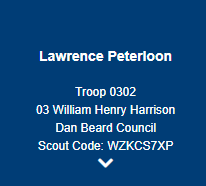 Lawrence Peterloon
Troop 0302
03 William Henry Harrison
Dan Beard Council
Scout Code: WZKCS7XP